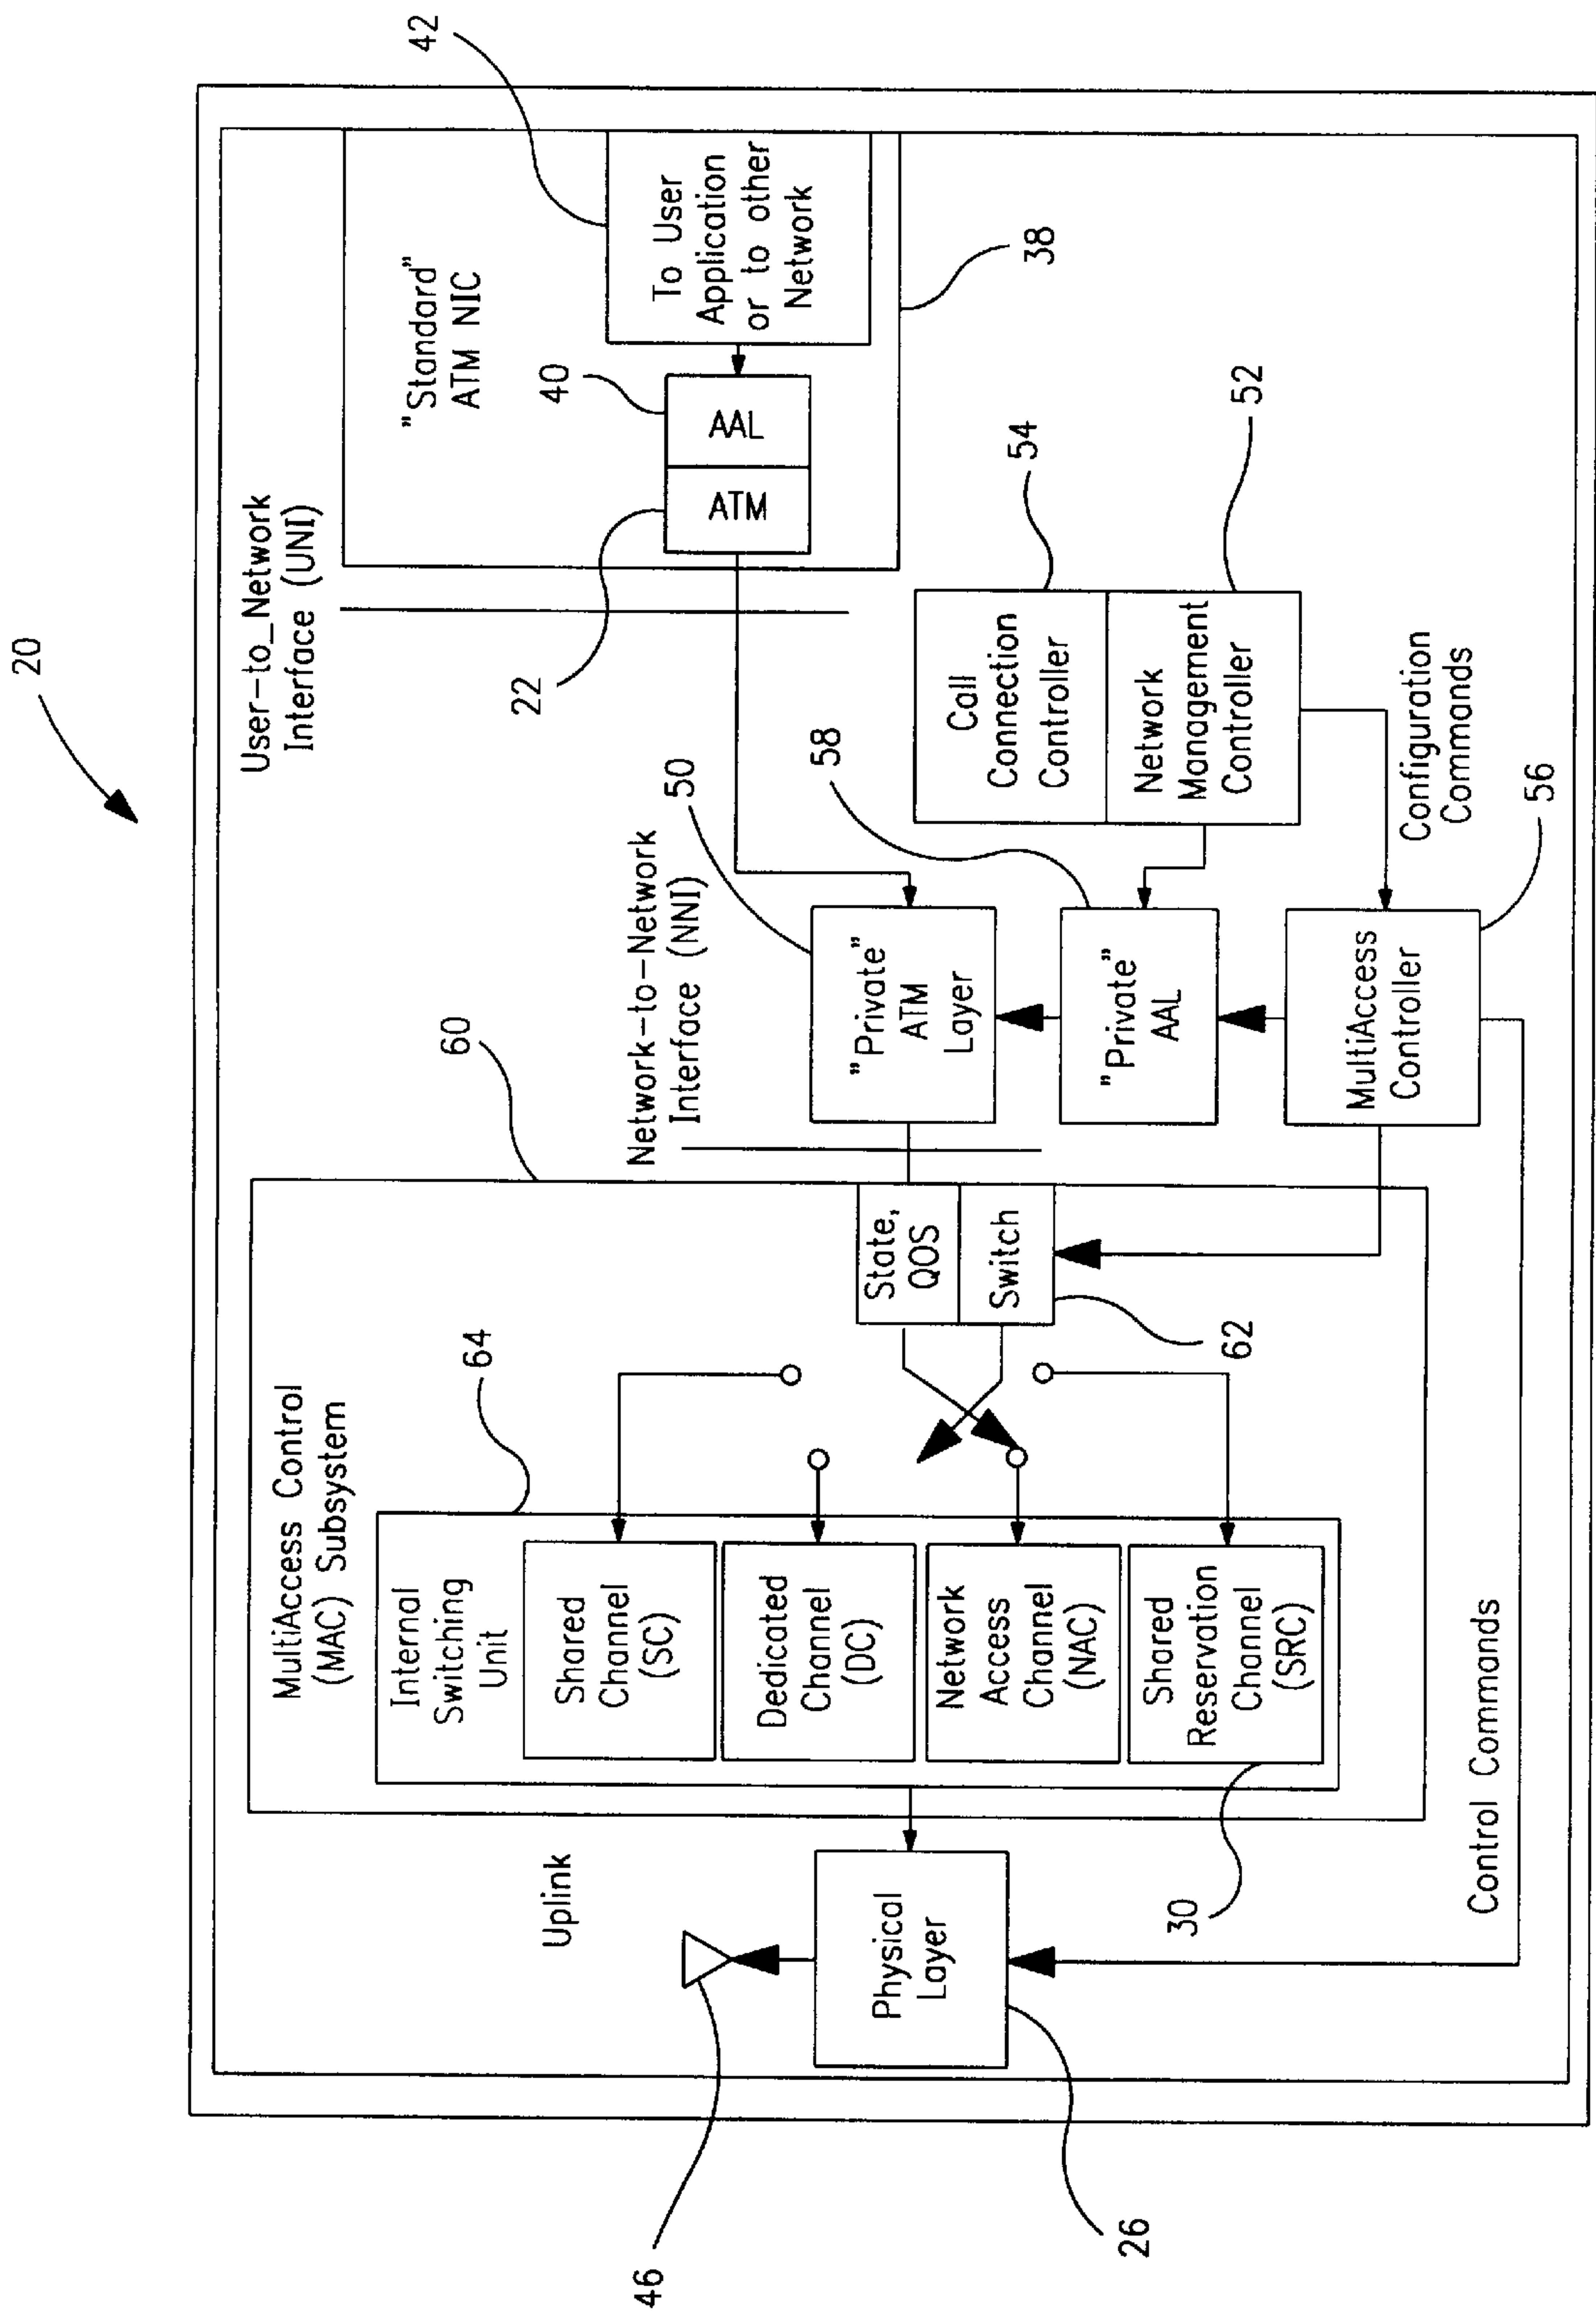 20
User-to_Network
Interface (UNI)
"Standard"
ATM NIC
42
To User
Application
or to other
Network
40
AAL
ATM
22
38
Network-to-Network
Interface (NNI)
50
"Private"
ATM
Layer
58
"Private"
AAL
54
Call
Connection
Controller
52
Network
Management
Controller
Configuration
Commands
56
MultiAccess
Controller
60
MultiAccess Control
(MAC) Subsystem
64
Internal
Switching
Unit
Shared
Channel
(SC)
Dedicated
Channel
(DC)
Network
Access
Channel
(NAC)
Shared
Reservation
Channel
(SRC)
30
State,
QOS
Switch
62
Uplink
46
Physical
Layer
26
Control Commands